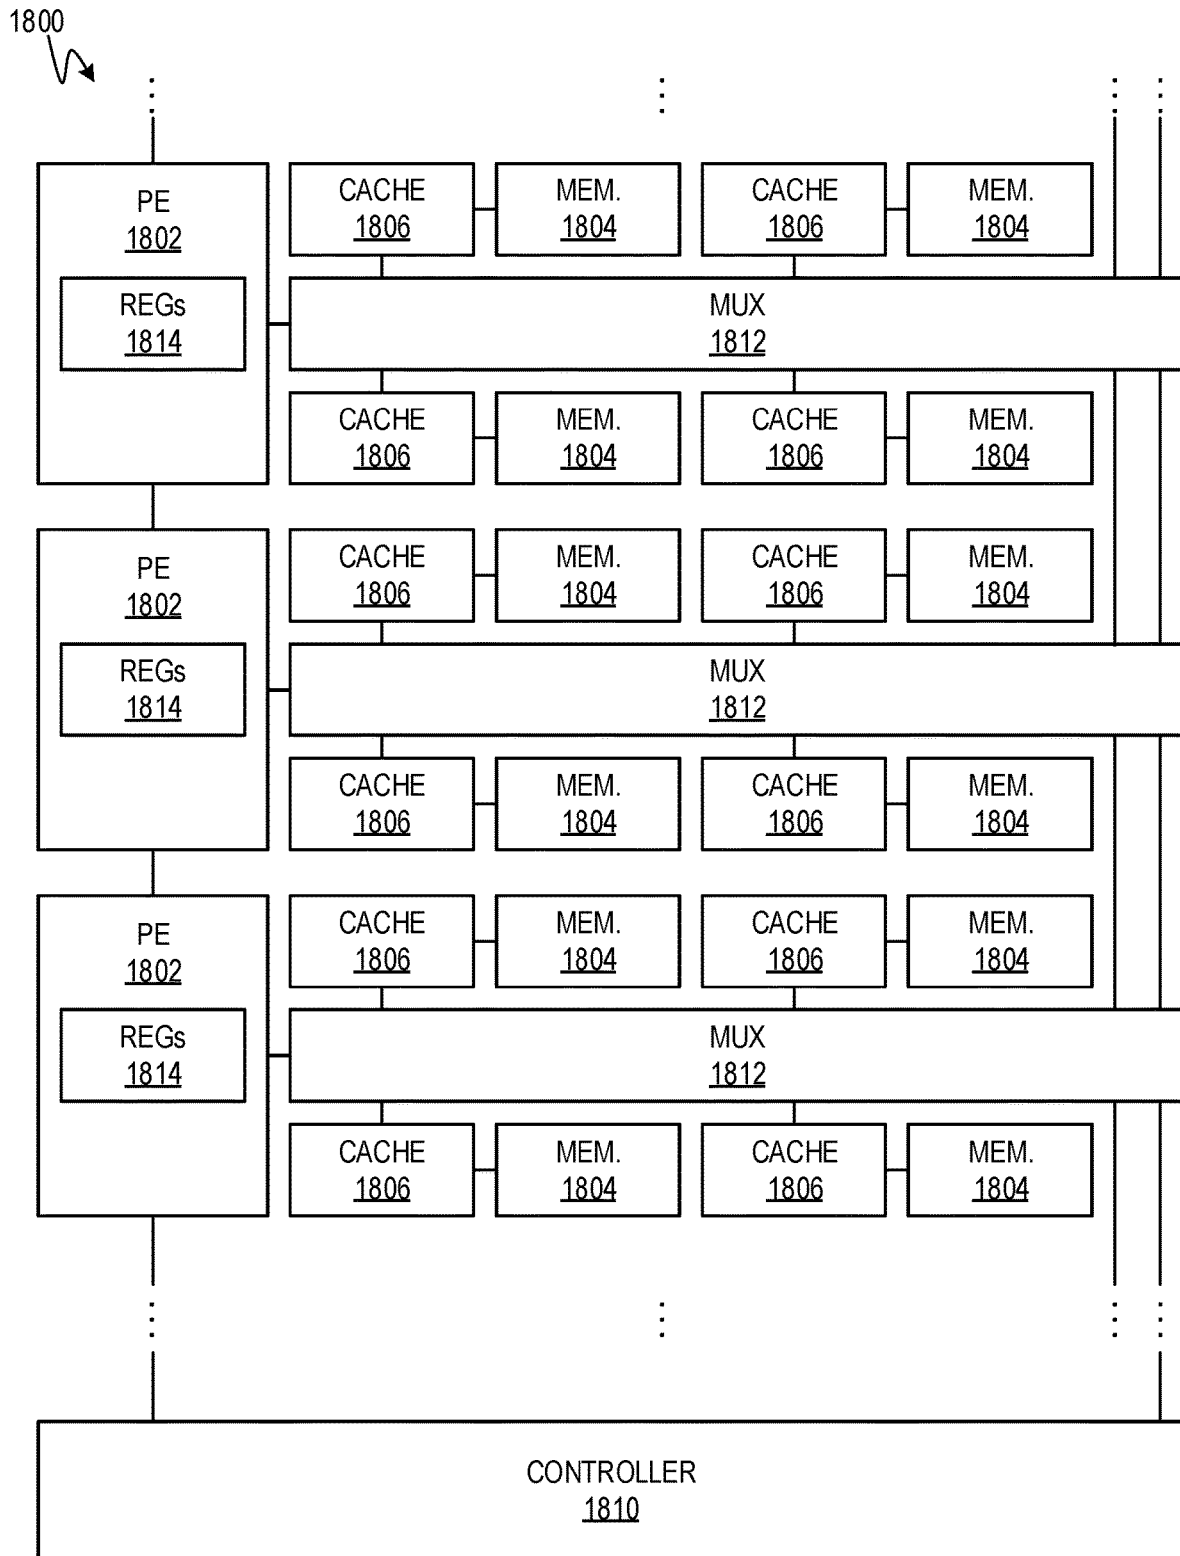 1800
PE
1802
REGs
1814
CACHE
1806
MEM.
1804
CACHE
1806
MEM.
1804
MUX
1812
CACHE
1806
MEM.
1804
CACHE
1806
MEM.
1804
PE
1802
REGs
1814
CACHE
1806
MEM.
1804
CACHE
1806
MEM.
1804
MUX
1812
CACHE
1806
MEM.
1804
CACHE
1806
MEM.
1804
PE
1802
REGs
1814
CACHE
1806
MEM.
1804
CACHE
1806
MEM.
1804
MUX
1812
CACHE
1806
MEM.
1804
CACHE
1806
MEM.
1804
CONTROLLER
1810